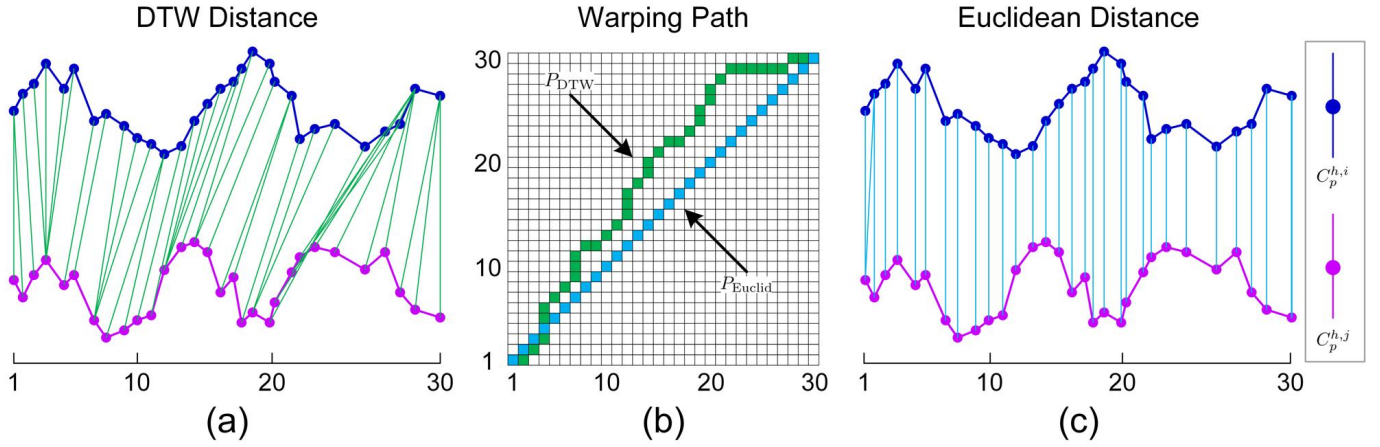 DTW Distance
Warping Path
Euclidean Distance
1 10 20 30
(a)
30
20
10
1
P_DTW
P_Euclid
1 10 20 30
(b)
1 10 20 30
(c)
C_p^{h,i}
C_p^{h,j}